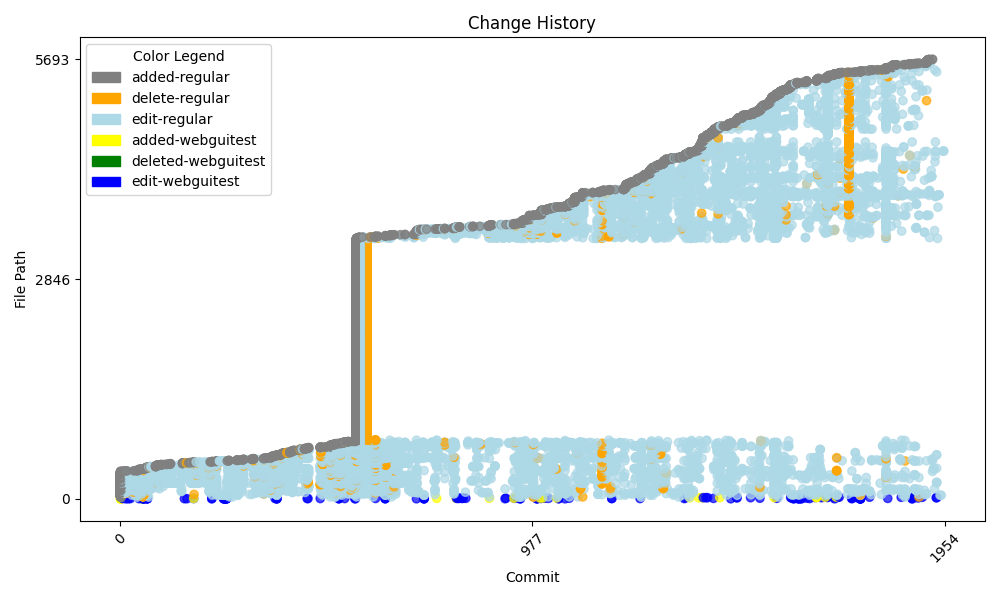 Change History
Color Legend
added-regular
delete-regular
edit-regular
added-webguitest
deleted-webguitest
edit-webguitest
5693
2846
0
File Path
0
977
1954
Commit